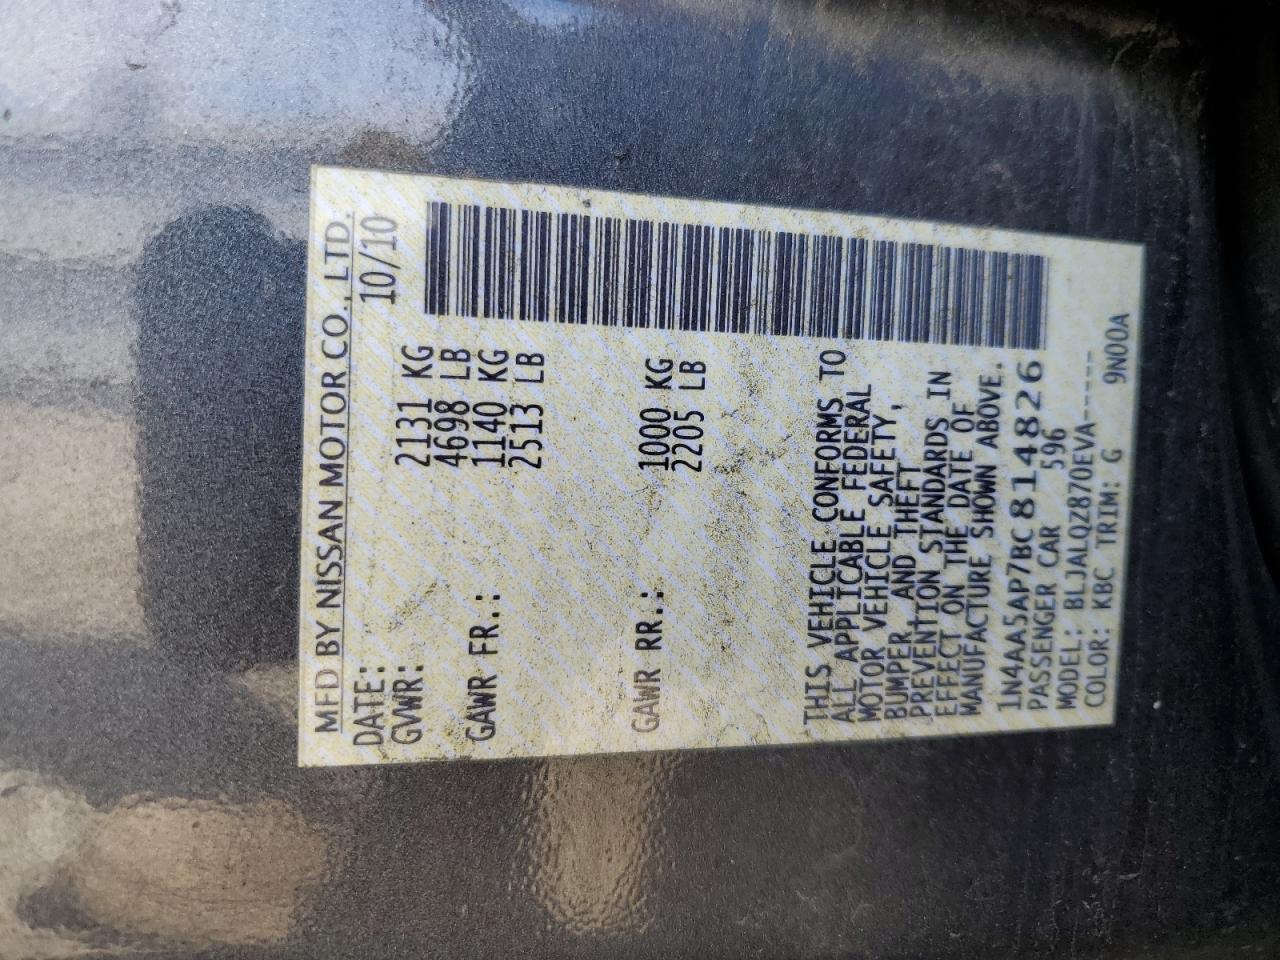 MFD BY NISSAN MOTOR CO., LTD.
DATE: 10/10
GVWR: 2131 KG
4698 LB
GAWR FR.: 1140 KG
2513 LB
GAWR RR.: 1000 KG
2205 LB
THIS VEHICLE CONFORMS TO
ALL APPLICABLE FEDERAL
MOTOR VEHICLE SAFETY,
BUMPER, AND THEFT
PREVENTION STANDARDS IN
EFFECT ON THE DATE OF
MANUFACTURE SHOWN ABOVE.
1N4AA5AP7BC814826
PASSENGER CAR 596
MODEL: BLJALQZ870EVA-----
COLOR: KBC TRIM: G 9N00A